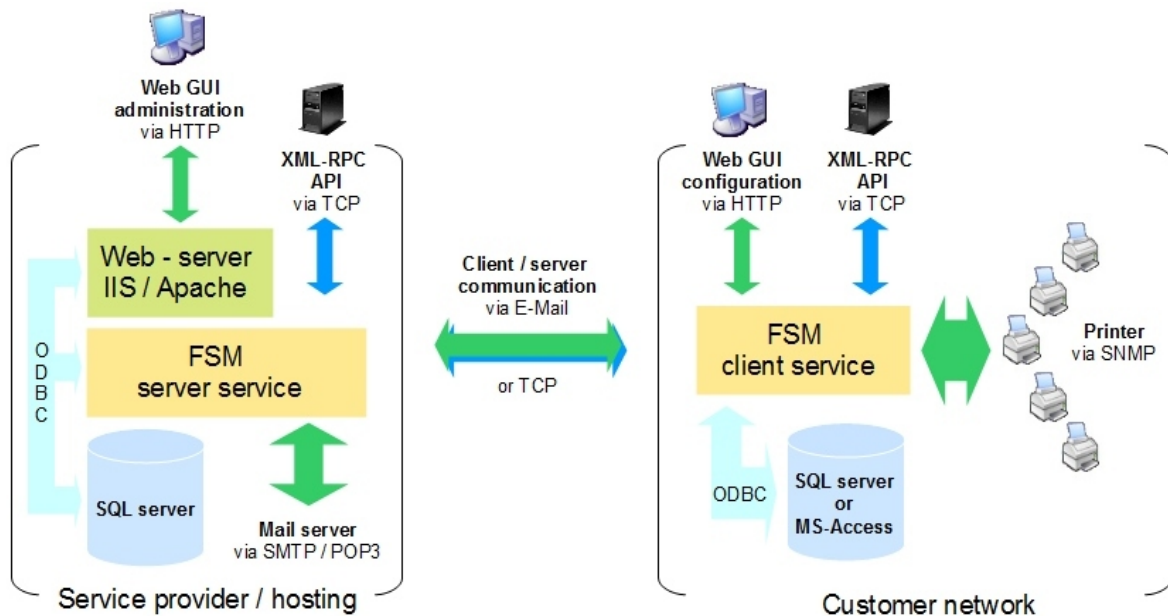 Web GUI
administration
via HTTP
XML-RPC
API
via TCP
Web - server
IIS / Apache
O
D
B
C
FSM
server service
SQL server
Mail server
via SMTP / POP3
Service provider / hosting
Client / server
communication
via E-Mail
or TCP
Web GUI
configuration
via HTTP
XML-RPC
API
via TCP
FSM
client service
Printer
via SNMP
ODBC
SQL server
or
MS-Access
Customer network